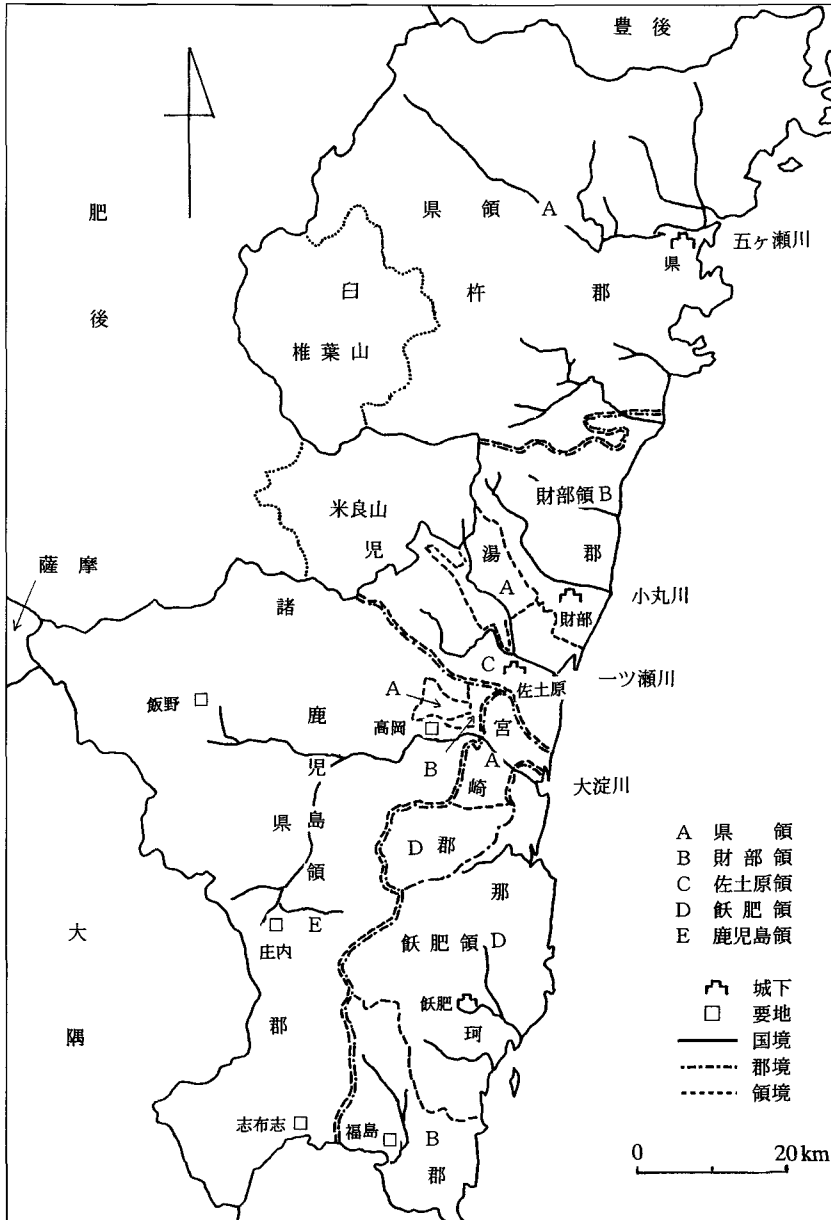 豊後
肥後
県領 A
五ヶ瀬川
県
臼杵郡
椎葉山
財部領 B
米良山
児湯郡
A
薩摩
小丸川
財部
諸県郡
C
佐土原
一ツ瀬川
A
飯野
鹿児島領
高岡
宮崎郡
B
A
大淀川
D
那珂郡
E
庄内
飫肥領 D
大隅
飫肥
志布志
福島
B
A 県領
B 財部領
C 佐土原領
D 飫肥領
E 鹿児島領
城下
要地
国境
郡境
領境
0 20km